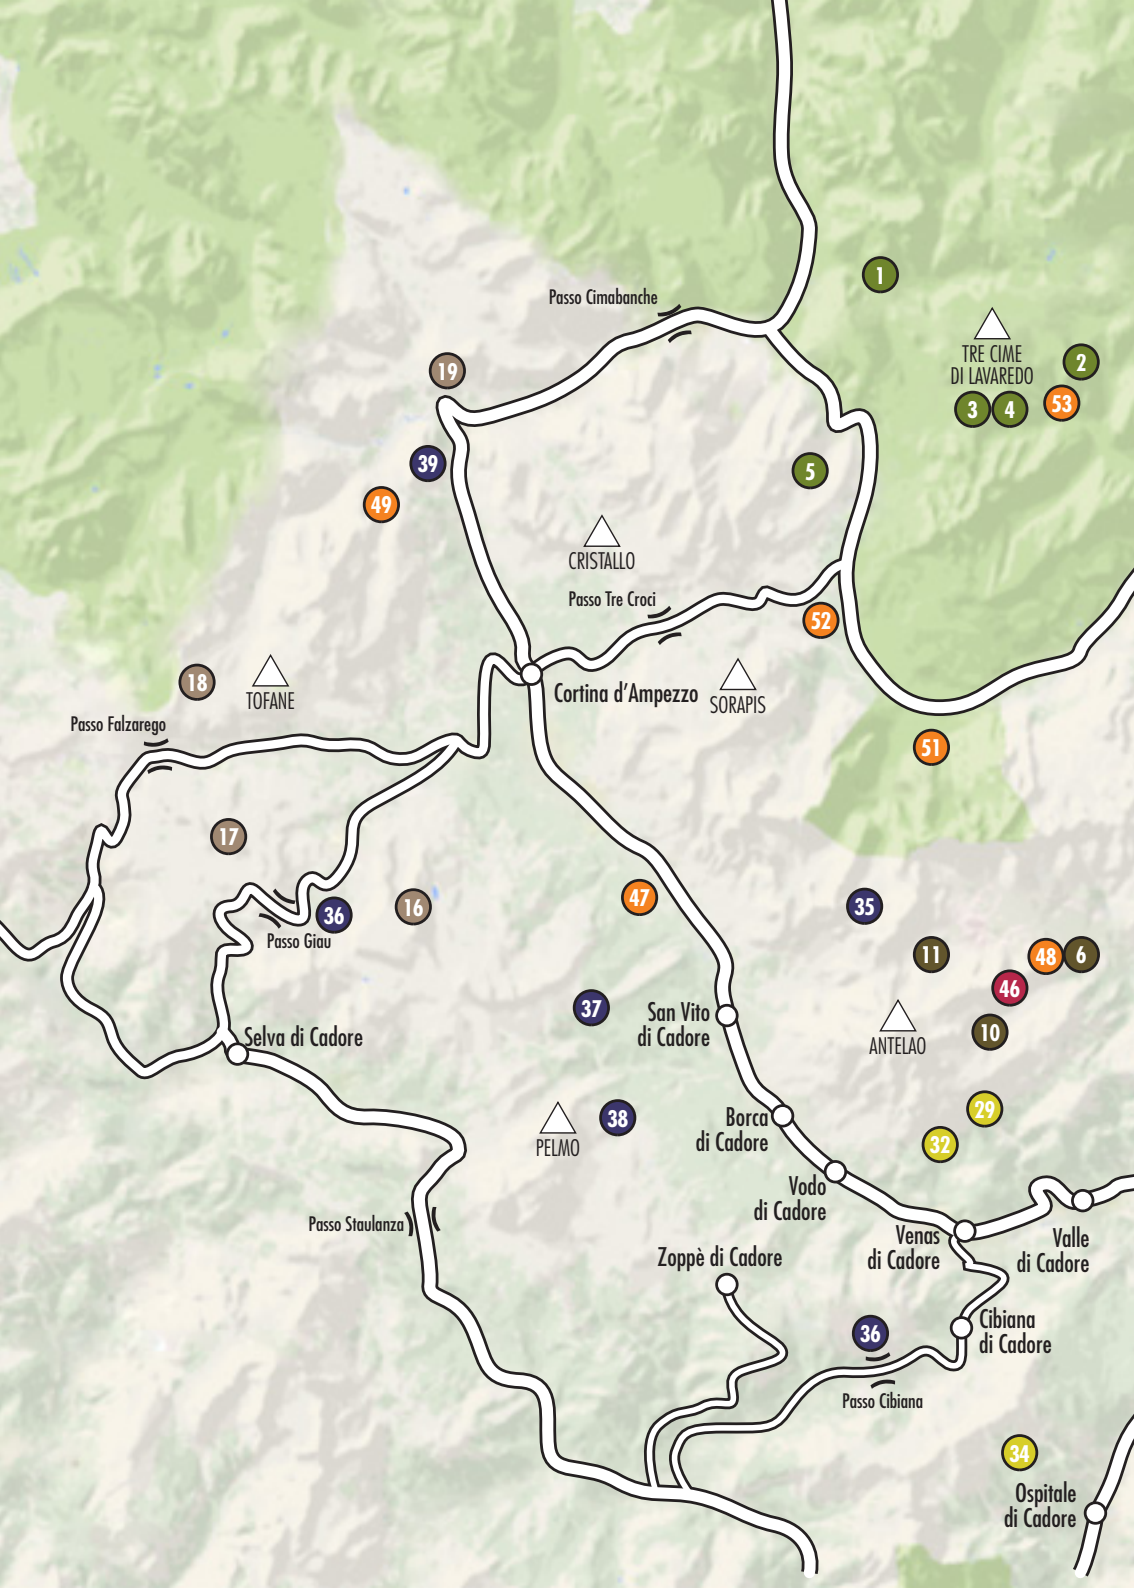 1
Passo Cimabanche
TRE CIME
DI LAVAREDO
2
3
4
53
19
39
5
49
CRISTALLO
Passo Tre Croci
52
18
TOFANE
Cortina d'Ampezzo
SORAPIS
Passo Falzarego
51
17
47
35
36
16
Passo Giau
11
48
6
46
37
San Vito
di Cadore
ANTELAO
10
Selva di Cadore
PELMO
38
Borca
di Cadore
29
32
Vodo
di Cadore
Passo Staulanza
Venas
di Cadore
Valle
di Cadore
Zoppè di Cadore
36
Cibiana
di Cadore
Passo Cibiana
34
Ospitale
di Cadore